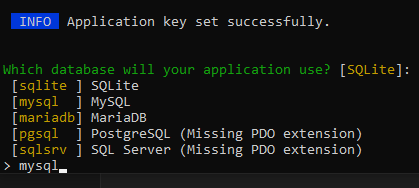 INFO Application key set successfully.
Which database will your application use? [SQLite]:
[sqlite ] SQLite
[mysql  ] MySQL
[mariadb] MariaDB
[pgsql  ] PostgreSQL (Missing PDO extension)
[sqlsrv ] SQL Server (Missing PDO extension)
> mysql